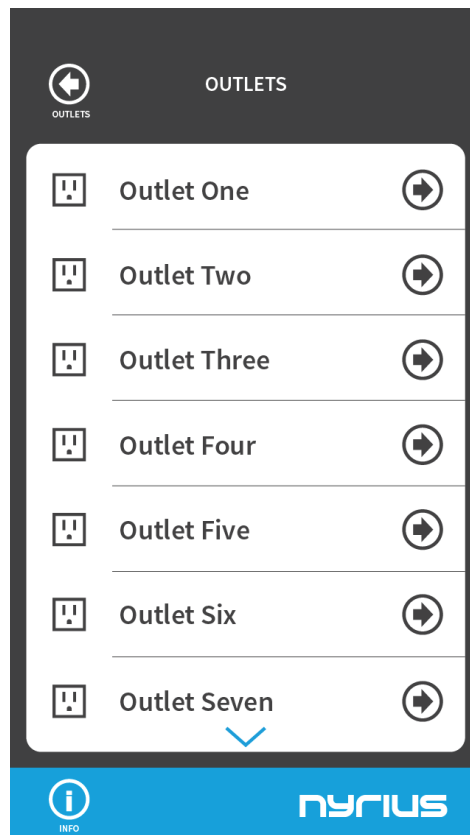 OUTLETS
OUTLETS
Outlet One
Outlet Two
Outlet Three
Outlet Four
Outlet Five
Outlet Six
Outlet Seven
INFO
nyrius